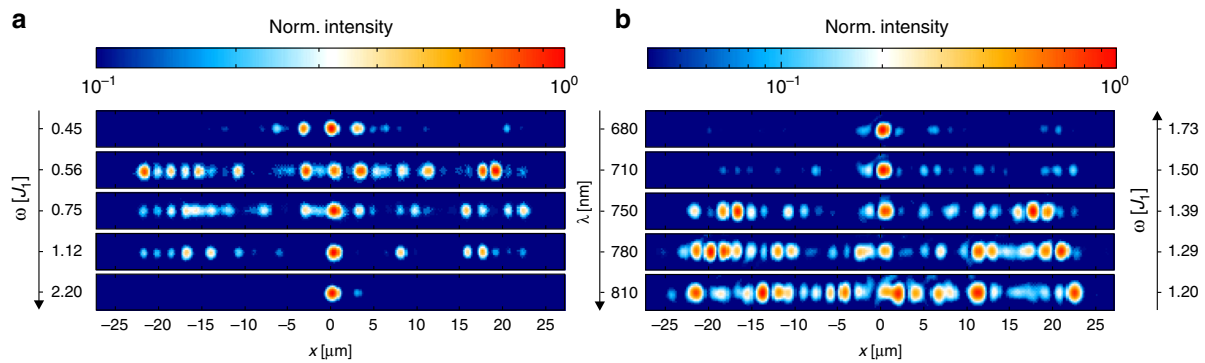 a
Norm. intensity
10⁻¹ 10⁰
ω [J₁]
0.45
0.56
0.75
1.12
2.20
−25 −20 −15 −10 −5 0 5 10 15 20 25
x [μm]
b
Norm. intensity
10⁻¹ 10⁰
λ [nm]
680
710
750
780
810
1.73
1.50
1.39
1.29
1.20
ω [J₁]
−25 −20 −15 −10 −5 0 5 10 15 20 25
x [μm]